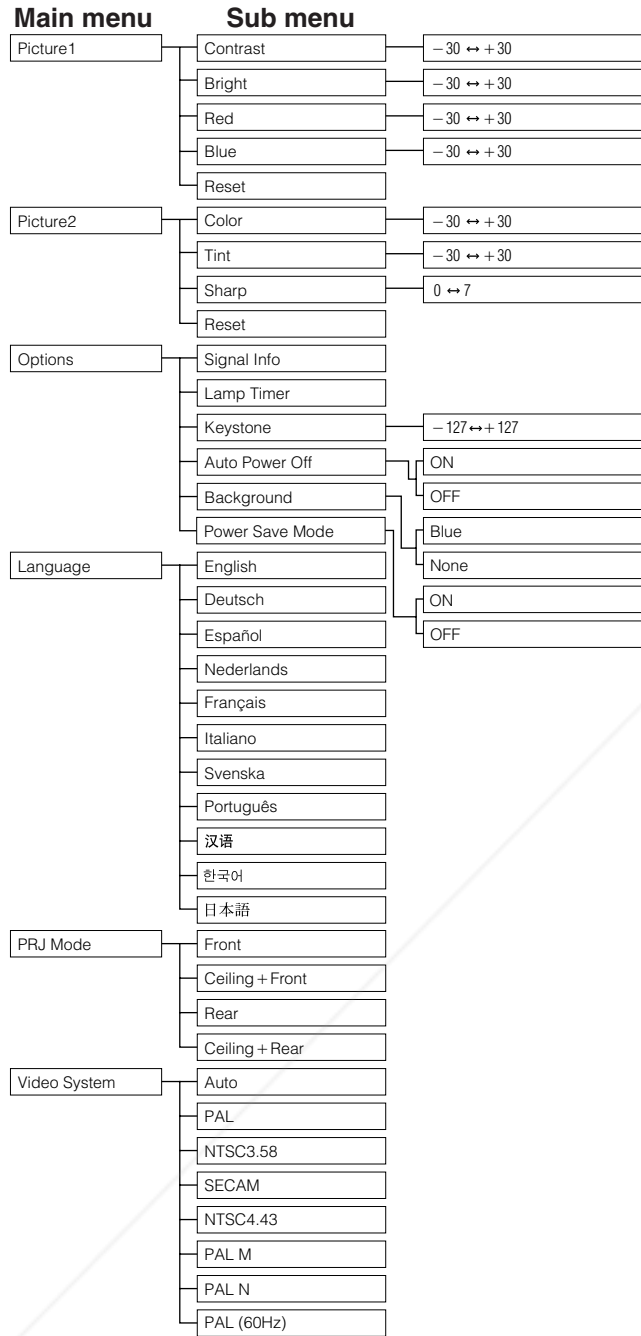 Main menu Sub menu
Picture1 Contrast −30 ↔ +30
Bright −30 ↔ +30
Red −30 ↔ +30
Blue −30 ↔ +30
Reset
Picture2 Color −30 ↔ +30
Tint −30 ↔ +30
Sharp 0 ↔ 7
Reset
Options Signal Info
Lamp Timer
Keystone −127 ↔ +127
Auto Power Off ON
Background OFF
Power Save Mode Blue
Language English None
Deutsch ON
Español OFF
Nederlands
Français
Italiano
Svenska
Português
汉语
한국어
日本語
PRJ Mode Front
Ceiling+Front
Rear
Ceiling+Rear
Video System Auto
PAL
NTSC3.58
SECAM
NTSC4.43
PAL M
PAL N
PAL (60Hz)